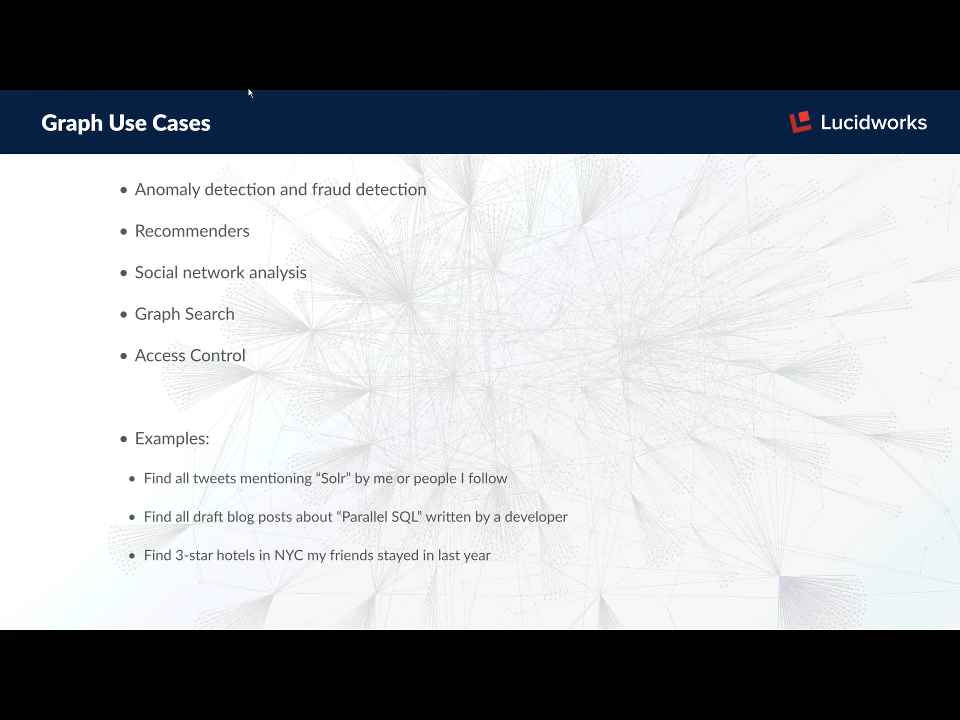 Graph Use Cases
Lucidworks
• Anomaly detection and fraud detection
• Recommenders
• Social network analysis
• Graph Search
• Access Control
• Examples:
• Find all tweets mentioning “Solr” by me or people I follow
• Find all draft blog posts about “Parallel SQL” written by a developer
• Find 3-star hotels in NYC my friends stayed in last year